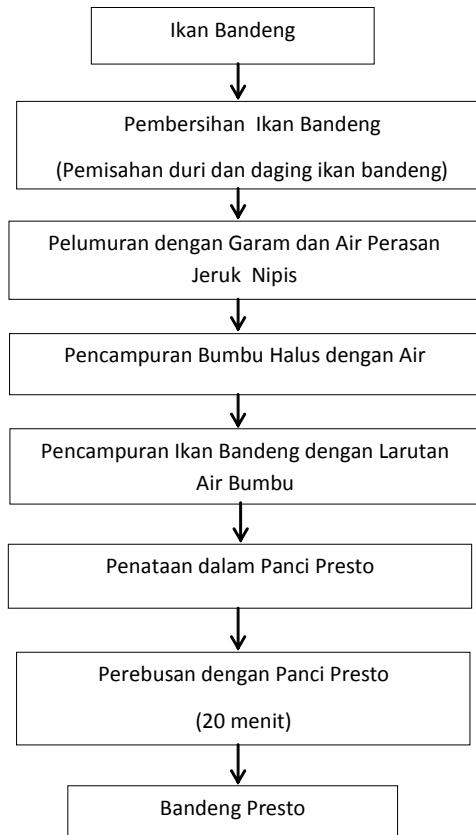 Ikan Bandeng
Pembersihan Ikan Bandeng
(Pemisahan duri dan daging ikan bandeng)
Pelumuran dengan Garam dan Air Perasan
Jeruk Nipis
Pencampuran Bumbu Halus dengan Air
Pencampuran Ikan Bandeng dengan Larutan
Air Bumbu
Penataan dalam Panci Presto
Perebusan dengan Panci Presto
(20 menit)
Bandeng Presto